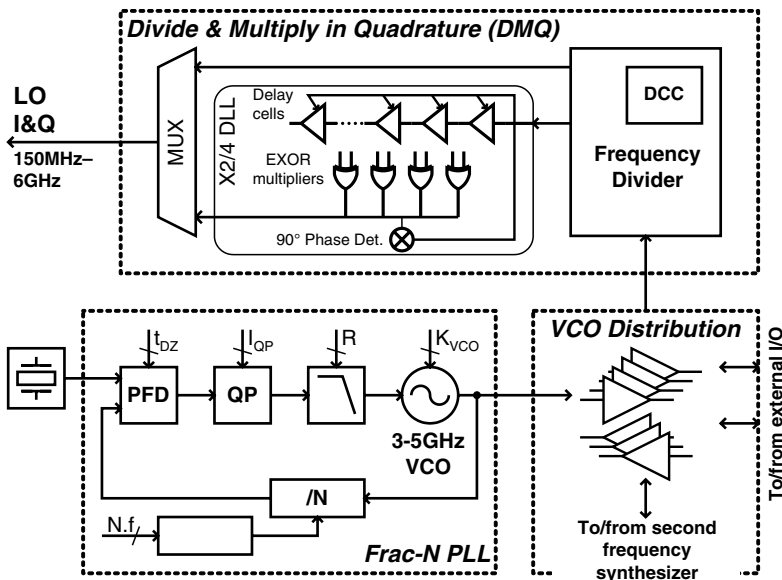 Divide & Multiply in Quadrature (DMQ)
LO
I&Q
150MHz–
6GHz
MUX
X2/4 DLL
Delay
cells
EXOR
multipliers
90° Phase Det.
DCC
Frequency
Divider
tDZ
IQP
R
KVCO
PFD
QP
3-5GHz
VCO
/N
N.f
Frac-N PLL
VCO Distribution
To/from external I/O
To/from second
frequency
synthesizer